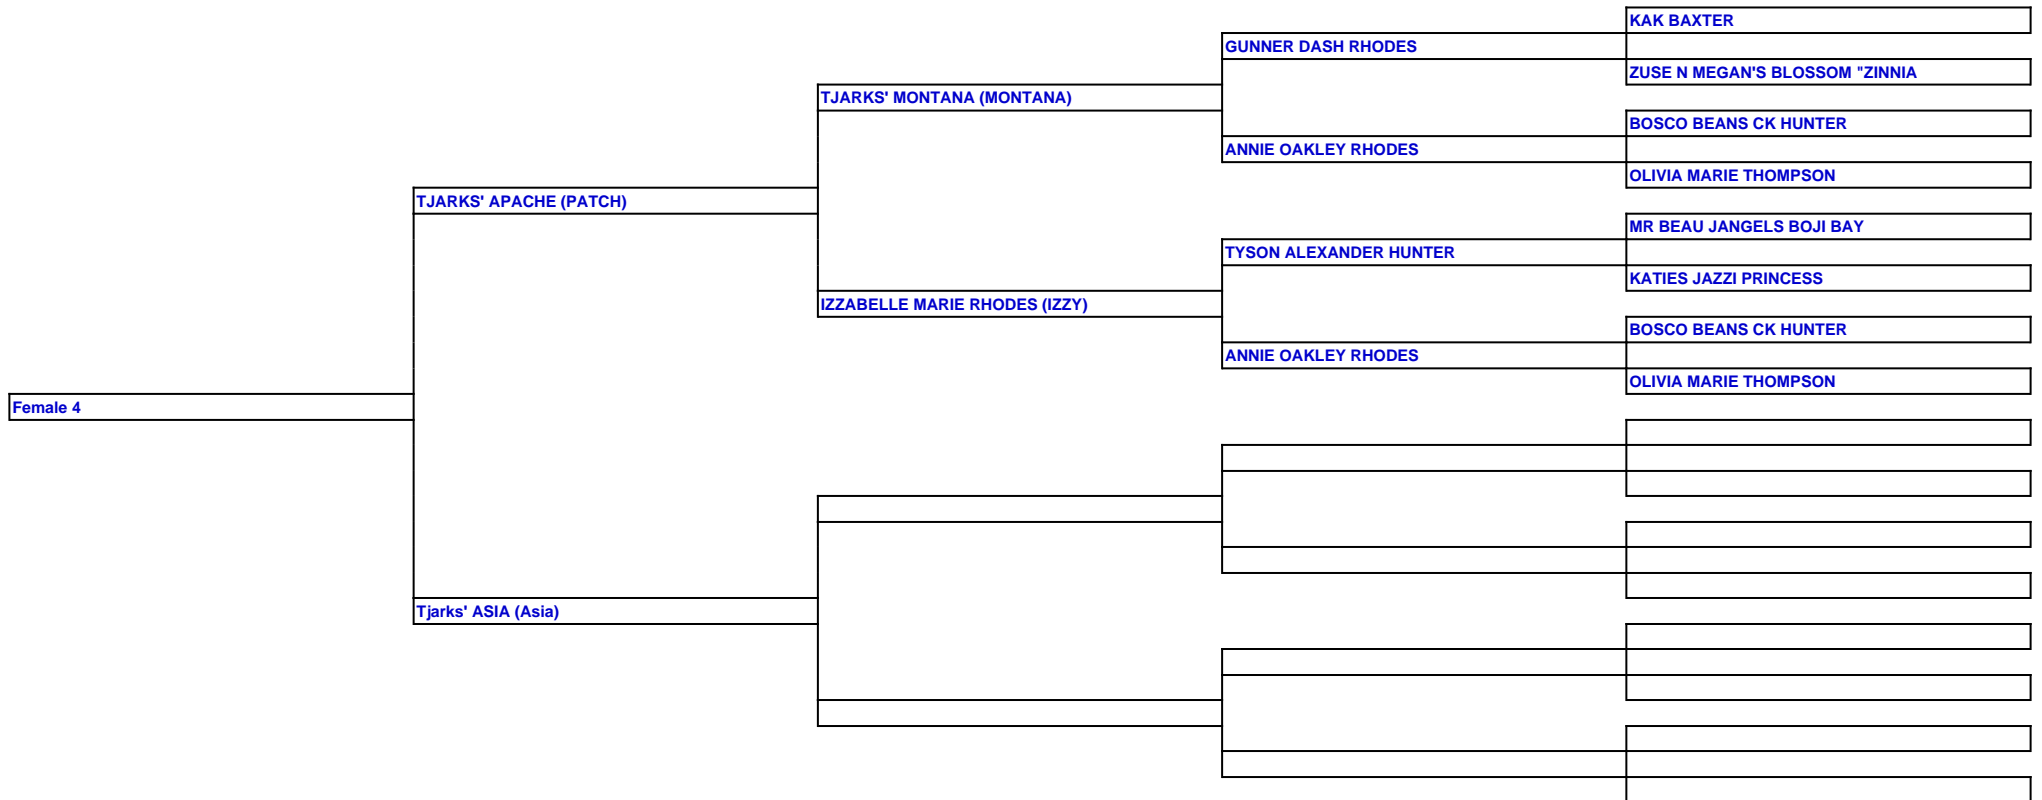 KAK BAXTER
GUNNER DASH RHODES
ZUSE N MEGAN'S BLOSSOM "ZINNIA
TJARKS' MONTANA (MONTANA)
BOSCO BEANS CK HUNTER
ANNIE OAKLEY RHODES
OLIVIA MARIE THOMPSON
TJARKS' APACHE (PATCH)
MR BEAU JANGELS BOJI BAY
TYSON ALEXANDER HUNTER
KATIES JAZZI PRINCESS
IZZABELLE MARIE RHODES (IZZY)
BOSCO BEANS CK HUNTER
ANNIE OAKLEY RHODES
OLIVIA MARIE THOMPSON
Female 4
Tjarks' ASIA (Asia)